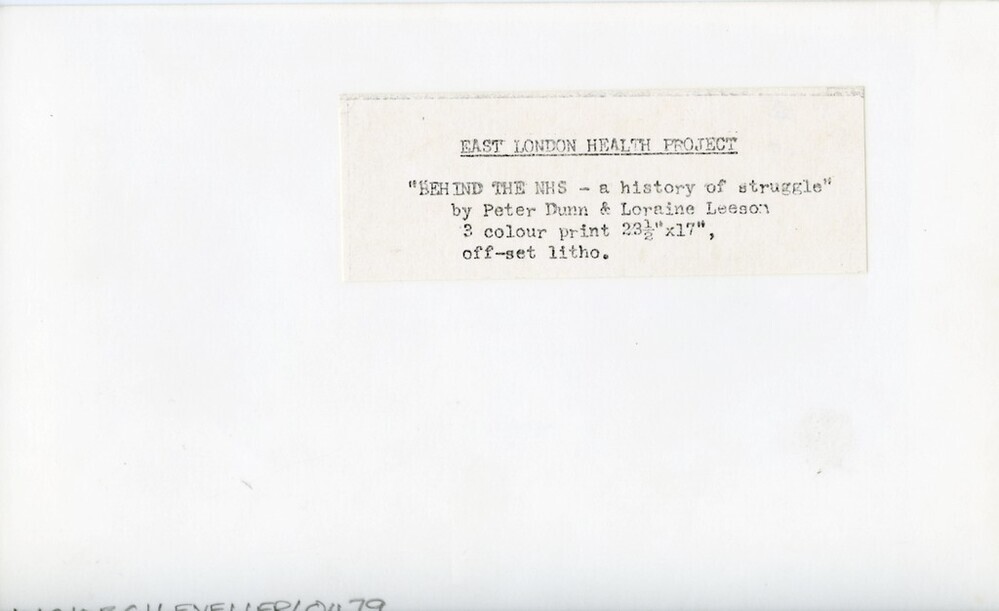 EAST LONDON HEALTH PROJECT
"BEHIND THE NHS - a history of struggle"
by Peter Dunn & Loraine Leeson
3 colour print 23½"x17",
off-set litho.